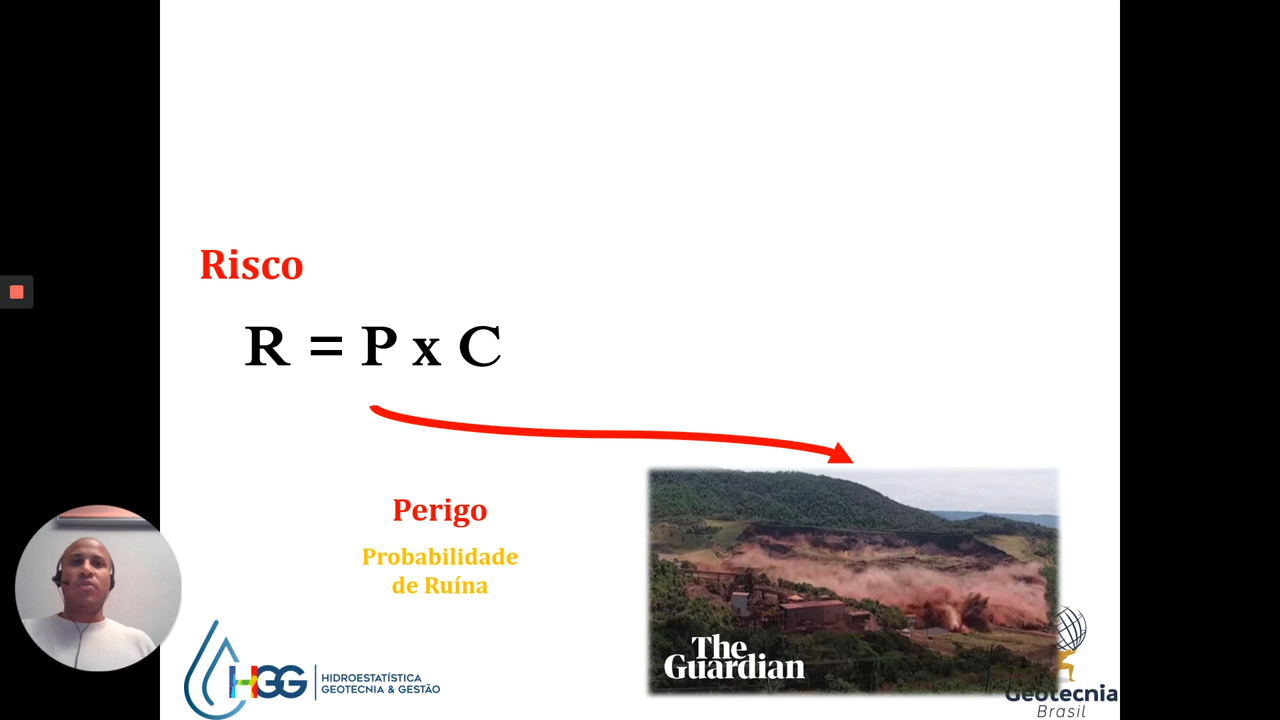 Risco
R = P x C
Perigo
Probabilidade
de Ruína
The
Guardian
HGG
HIDROESTATÍSTICA
GEOTECNIA & GESTÃO
Geotecnia
Brasil